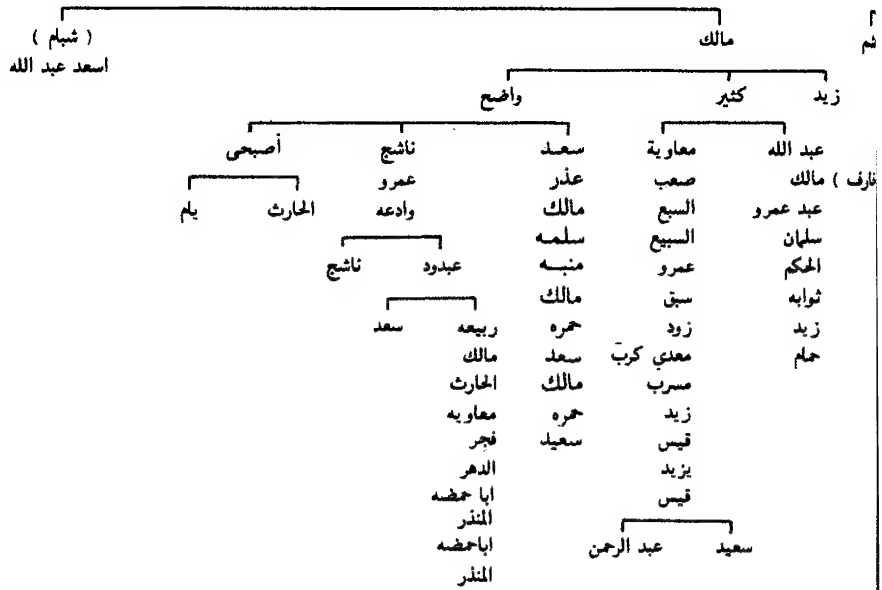 مالك ( شبام )
اسعد عبد الله
زيد كثير واضح
عبد الله معاوية سعد ناشج أصبحى
مالك صعب عذر عمرو
عبد عمرو السبع مالك وادعه الحارث يام
سلمان السبيع سلمه
الحكم عمرو منبه عبدود ناشج
ثوابه سبق مالك
زيد زود حمره ربيعه سعد
حمام معدي كرب سعد مالك
مسرب مالك الحارث
زيد حمره معاويه
قيس سعيد فجر
يزيد الدهر
قيس ابا حمضه
المنذر
سعيد عبد الرحمن اباحمضه
المنذر